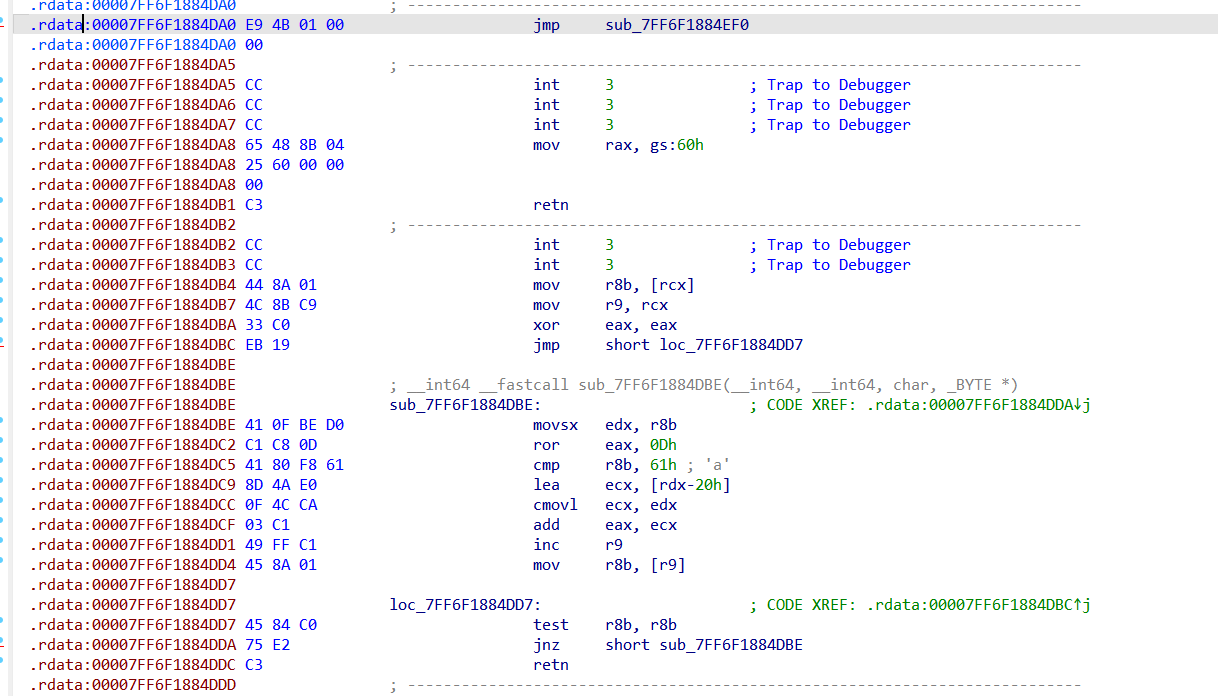 .rdata:00007FF6F1884DA0 ; ---------------------------------------------------------------------------
.rdata:00007FF6F1884DA0 E9 4B 01 00 jmp sub_7FF6F1884EF0
.rdata:00007FF6F1884DA0 00
.rdata:00007FF6F1884DA5 ; ---------------------------------------------------------------------------
.rdata:00007FF6F1884DA5 CC int 3 ; Trap to Debugger
.rdata:00007FF6F1884DA6 CC int 3 ; Trap to Debugger
.rdata:00007FF6F1884DA7 CC int 3 ; Trap to Debugger
.rdata:00007FF6F1884DA8 65 48 8B 04 mov rax, gs:60h
.rdata:00007FF6F1884DA8 25 60 00 00
.rdata:00007FF6F1884DA8 00
.rdata:00007FF6F1884DB1 C3 retn
.rdata:00007FF6F1884DB2 ; ---------------------------------------------------------------------------
.rdata:00007FF6F1884DB2 CC int 3 ; Trap to Debugger
.rdata:00007FF6F1884DB3 CC int 3 ; Trap to Debugger
.rdata:00007FF6F1884DB4 44 8A 01 mov r8b, [rcx]
.rdata:00007FF6F1884DB7 4C 8B C9 mov r9, rcx
.rdata:00007FF6F1884DBA 33 C0 xor eax, eax
.rdata:00007FF6F1884DBC EB 19 jmp short loc_7FF6F1884DD7
.rdata:00007FF6F1884DBE
.rdata:00007FF6F1884DBE ; __int64 __fastcall sub_7FF6F1884DBE(__int64, __int64, char, _BYTE *)
.rdata:00007FF6F1884DBE sub_7FF6F1884DBE: ; CODE XREF: .rdata:00007FF6F1884DDA↓j
.rdata:00007FF6F1884DBE 41 0F BE D0 movsx edx, r8b
.rdata:00007FF6F1884DC2 C1 C8 0D ror eax, 0Dh
.rdata:00007FF6F1884DC5 41 80 F8 61 cmp r8b, 61h ; 'a'
.rdata:00007FF6F1884DC9 8D 4A E0 lea ecx, [rdx-20h]
.rdata:00007FF6F1884DCC 0F 4C CA cmovl ecx, edx
.rdata:00007FF6F1884DCF 03 C1 add eax, ecx
.rdata:00007FF6F1884DD1 49 FF C1 inc r9
.rdata:00007FF6F1884DD4 45 8A 01 mov r8b, [r9]
.rdata:00007FF6F1884DD7
.rdata:00007FF6F1884DD7 loc_7FF6F1884DD7: ; CODE XREF: .rdata:00007FF6F1884DBC↑j
.rdata:00007FF6F1884DD7 45 84 C0 test r8b, r8b
.rdata:00007FF6F1884DDA 75 E2 jnz short sub_7FF6F1884DBE
.rdata:00007FF6F1884DDC C3 retn
.rdata:00007FF6F1884DDD ; ---------------------------------------------------------------------------